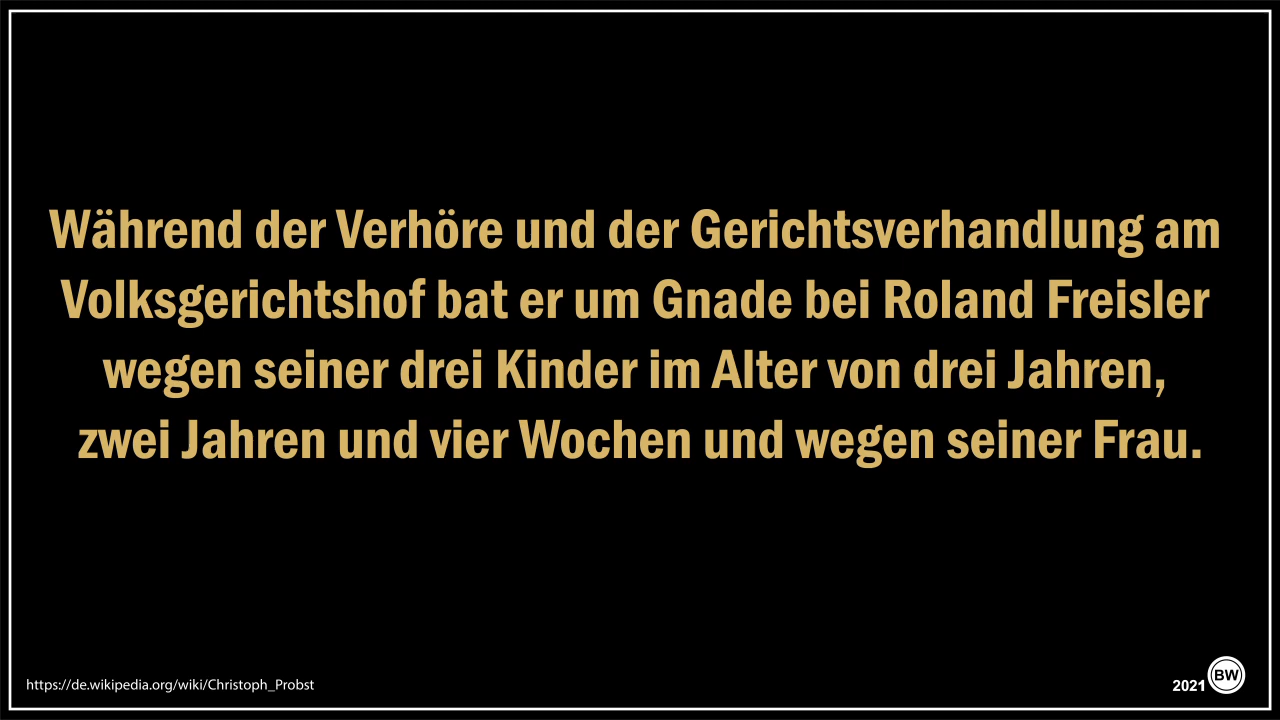 Während der Verhöre und der Gerichtsverhandlung am
Volksgerichtshof bat er um Gnade bei Roland Freisler
wegen seiner drei Kinder im Alter von drei Jahren,
zwei Jahren und vier Wochen und wegen seiner Frau.
https://de.wikipedia.org/wiki/Christoph_Probst
2021 BW